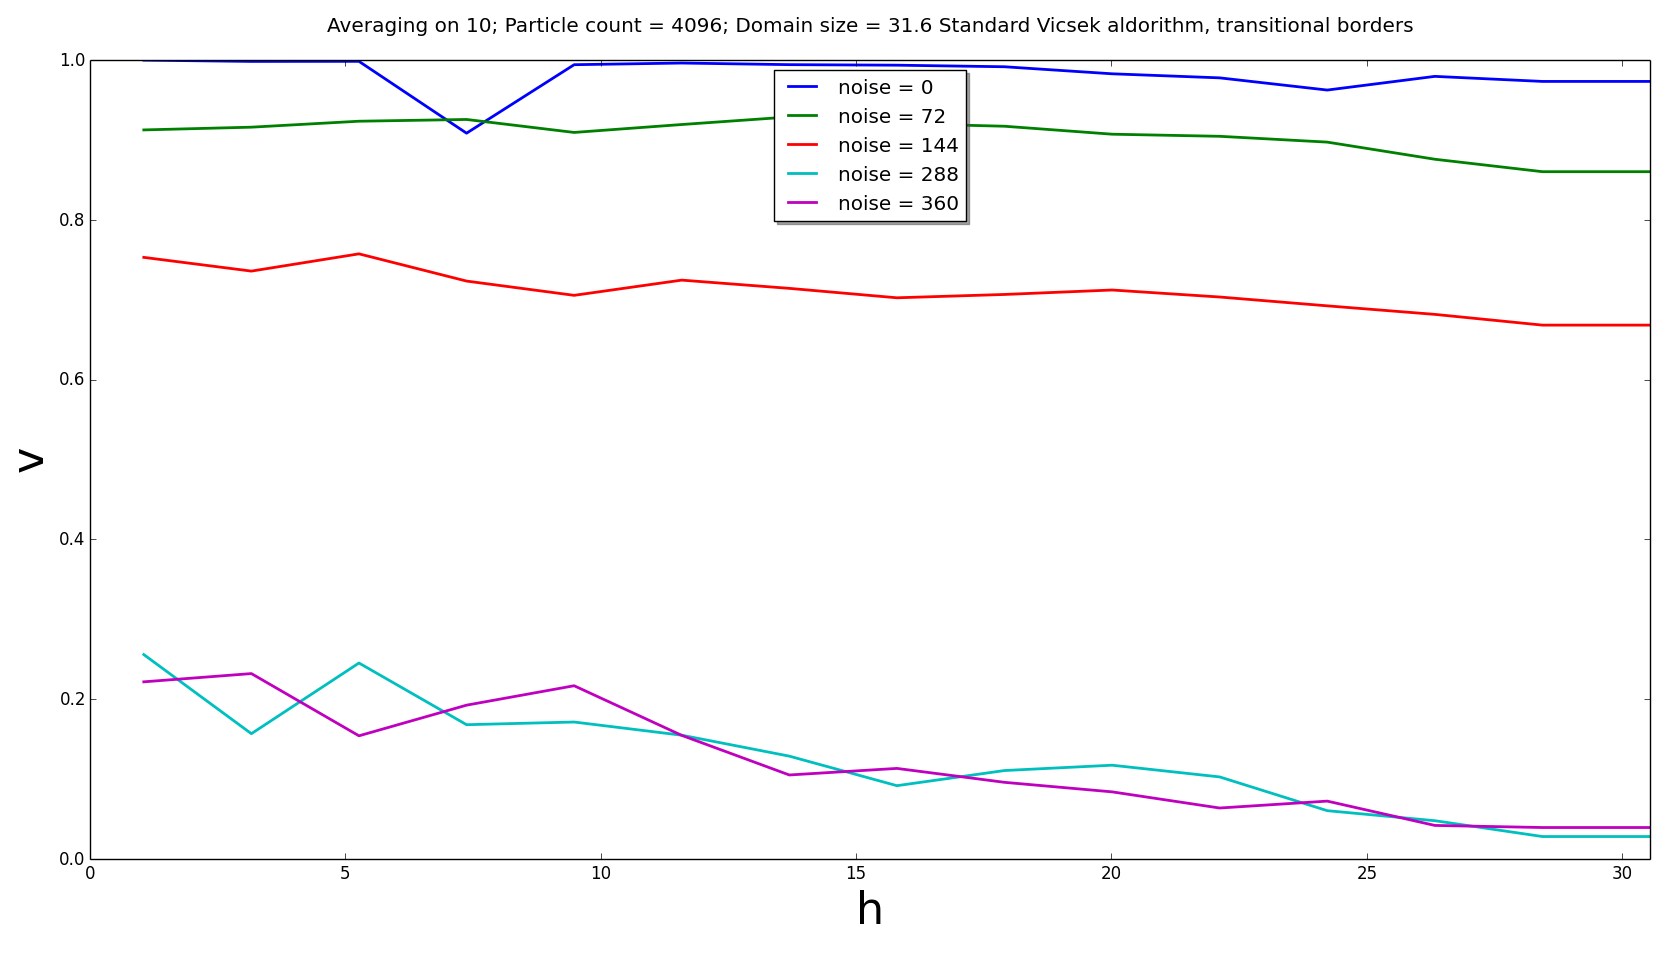 Averaging on 10; Particle count = 4096; Domain size = 31.6 Standard Vicsek aldorithm, transitional borders
1.0
0.8
0.6
0.4
0.2
0.0
v
noise = 0
noise = 72
noise = 144
noise = 288
noise = 360
0 5 10 15 20 25 30
h